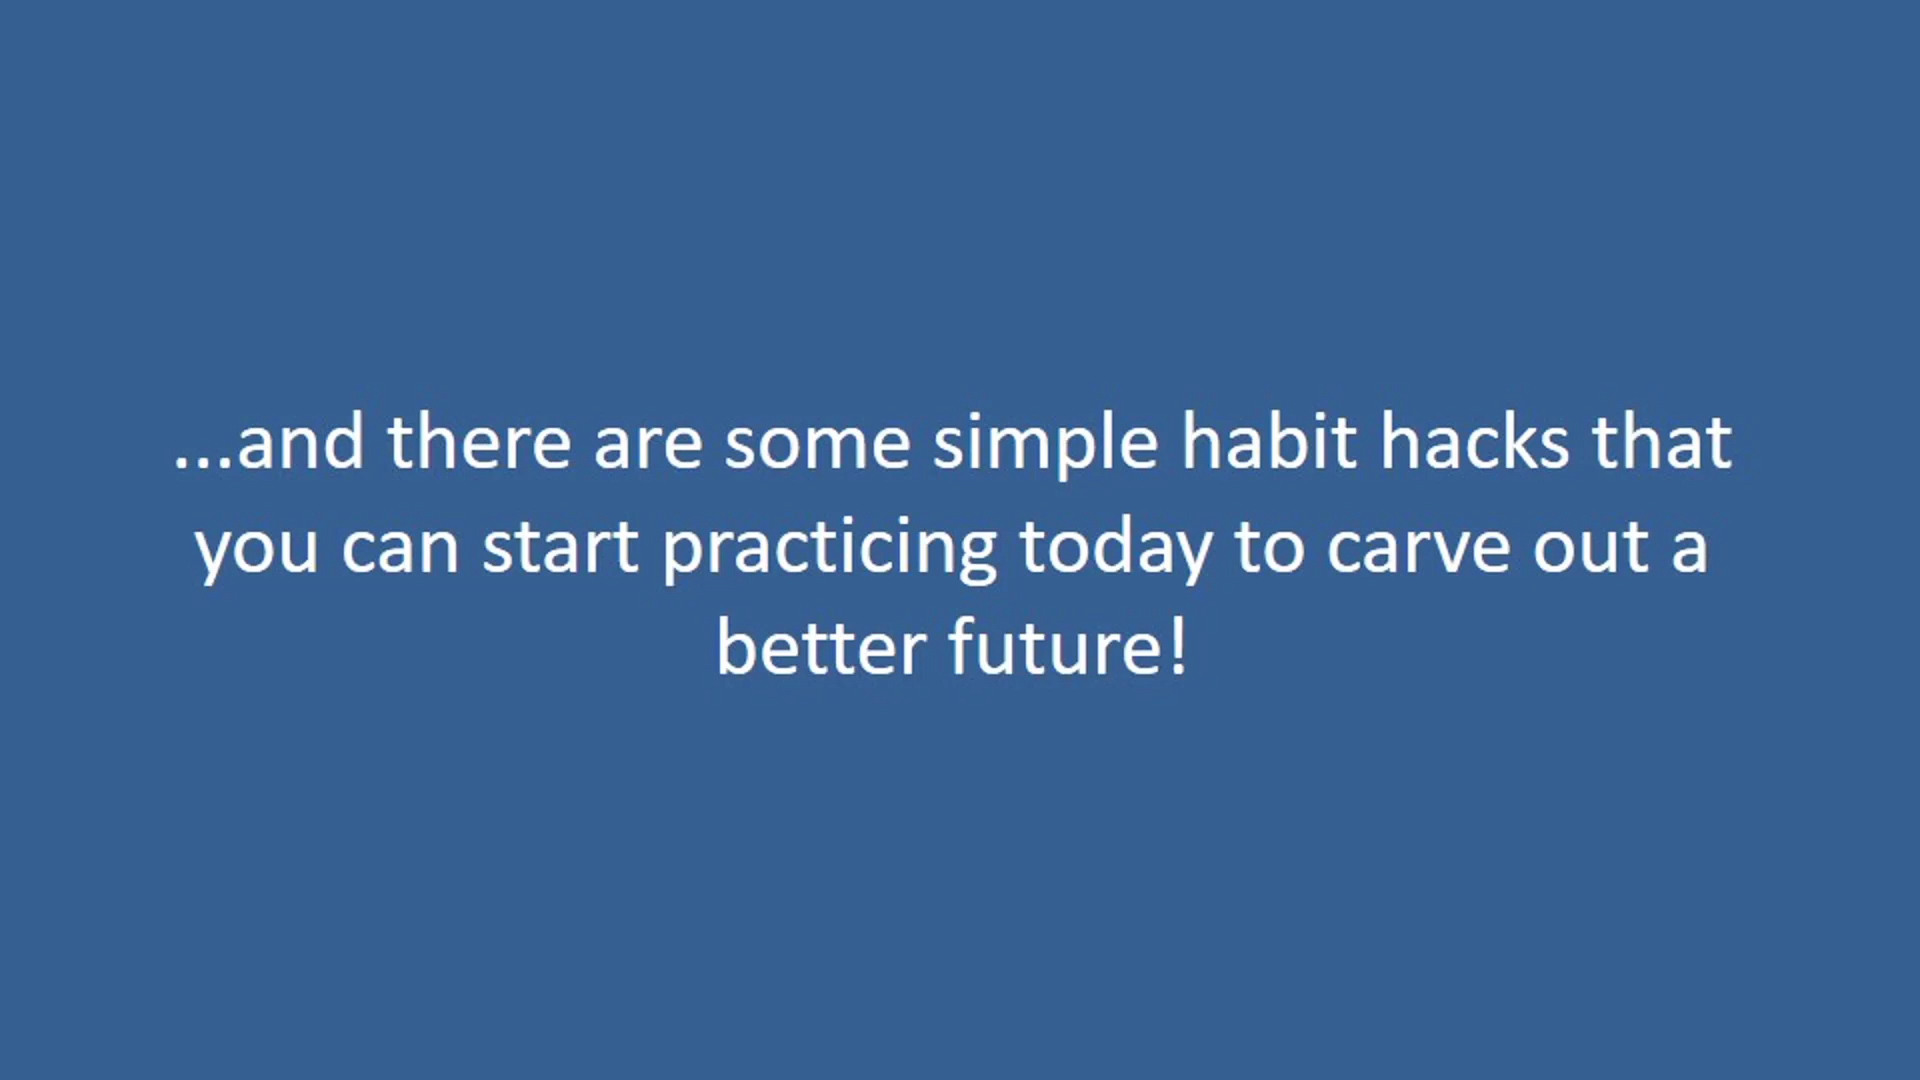 ...and there are some simple habit hacks that
you can start practicing today to carve out a
better future!